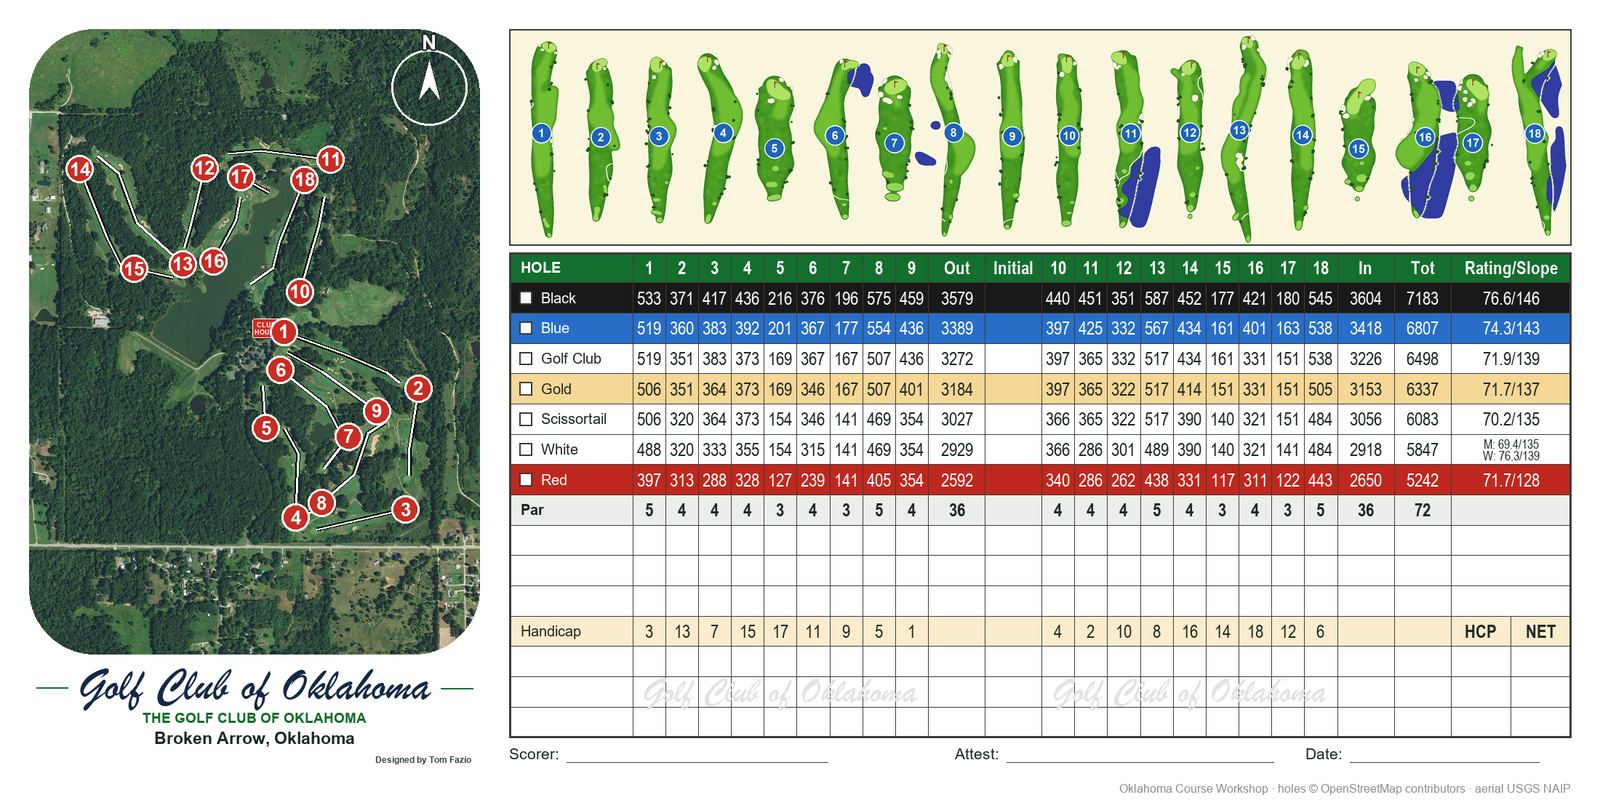 N
14
12
11
17
18
15
13
16
10
1
6
2
9
5
7
8
4
3
Golf Club of Oklahoma
THE GOLF CLUB OF OKLAHOMA
Broken Arrow, Oklahoma
Designed by Tom Fazio
1 2 3 4 5 6 7 8 9 10 11 12 13 14 15 16 17 18
HOLE 1 2 3 4 5 6 7 8 9 Out Initial 10 11 12 13 14 15 16 17 18 In Tot Rating/Slope
Black 533 371 417 436 216 376 196 575 459 3579 440 451 351 587 452 177 421 180 545 3604 7183 76.6/146
Blue 519 360 383 392 201 367 177 554 436 3389 397 425 332 567 434 161 401 163 538 3418 6807 74.3/143
Golf Club 519 351 383 373 169 367 167 507 436 3272 397 365 332 517 434 161 331 151 538 3226 6498 71.9/139
Gold 506 351 364 373 169 346 167 507 401 3184 397 365 322 517 414 151 331 151 505 3153 6337 71.7/137
Scissortail 506 320 364 373 154 346 141 469 354 3027 366 365 322 517 390 140 321 151 484 3056 6083 70.2/135
White 488 320 333 355 154 315 141 469 354 2929 366 286 301 489 390 140 321 141 484 2918 5847 M: 69.4/135 W: 76.3/139
Red 397 313 288 328 127 239 141 405 354 2592 340 286 262 438 331 117 311 122 443 2650 5242 71.7/128
Par 5 4 4 4 3 4 3 5 4 36 4 4 4 5 4 3 4 3 5 36 72
Handicap 3 13 7 15 17 11 9 5 1 4 2 10 8 16 14 18 12 6 HCP NET
Golf Club of Oklahoma Golf Club of Oklahoma
Scorer: Attest: Date:
Oklahoma Course Workshop · holes © OpenStreetMap contributors · aerial USGS NAIP